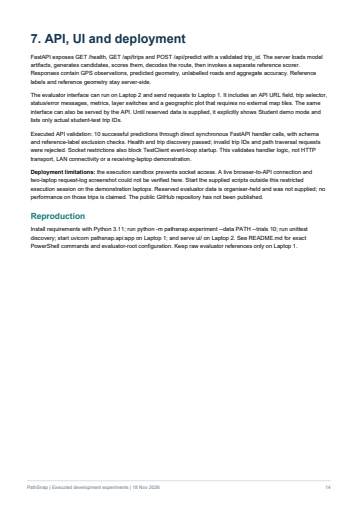 7. API, UI and deployment
FastAPI exposes GET /health, GET /api/trips and POST /api/predict with a validated trip_id. The server loads model
artifacts, generates candidates, scores them, decodes the route, then invokes a separate reference scorer.
Responses contain GPS observations, predicted geometry, unlabelled roads and aggregate accuracy. Reference
labels and reference geometry stay server-side.
The evaluator interface can run on Laptop 2 and send requests to Laptop 1. It includes an API URL field, trip selector,
status/error messages, metrics, layer switches and a geographic plot that requires no external map tiles. The same
interface can also be served by the API. Until reserved data is supplied, it explicitly shows Student demo mode and
lists only actual student-test trip IDs.
Executed API validation: 10 successful predictions through direct synchronous FastAPI handler calls, with schema
and reference-label exclusion checks. Health and trip discovery passed; invalid trip IDs and path traversal requests
were rejected. Socket restrictions also block TestClient event-loop startup. This validates handler logic, not HTTP
transport, LAN connectivity or a receiving-laptop demonstration.
Deployment limitations: the execution sandbox prevents socket access. A live browser-to-API connection and
two-laptop request-log screenshot could not be verified here. Start the supplied scripts outside this restricted
execution session on the demonstration laptops. Reserved evaluator data is organiser-held and was not supplied; no
performance on those trips is claimed. The public GitHub repository has not been published.
Reproduction
Install requirements with Python 3.11; run python -m pathsnap.experiment --data PATH --trials 10; run unittest
discovery; start uvicorn pathsnap.api:app on Laptop 1; and serve ui/ on Laptop 2. See README.md for exact
PowerShell commands and evaluator-root configuration. Keep raw evaluator references only on Laptop 1.
PathSnap | Executed development experiments | 16 Nov 2026
14